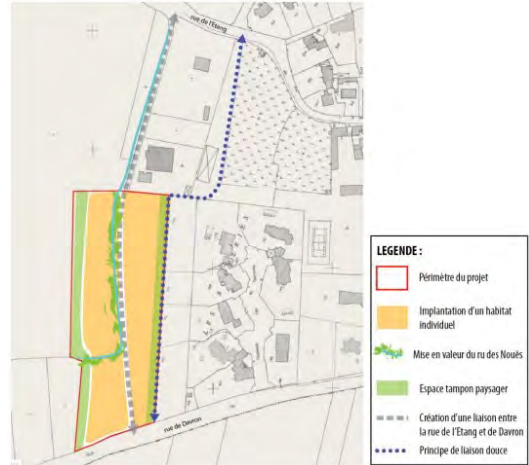 rue de l'Etang
rue de Davron
LEGENDE :
Périmètre du projet
Implantation d'un habitat
individuel
Mise en valeur du ru des Nouës
Espace tampon paysager
Création d'une liaison entre
la rue de l'Etang et de Davron
Principe de liaison douce